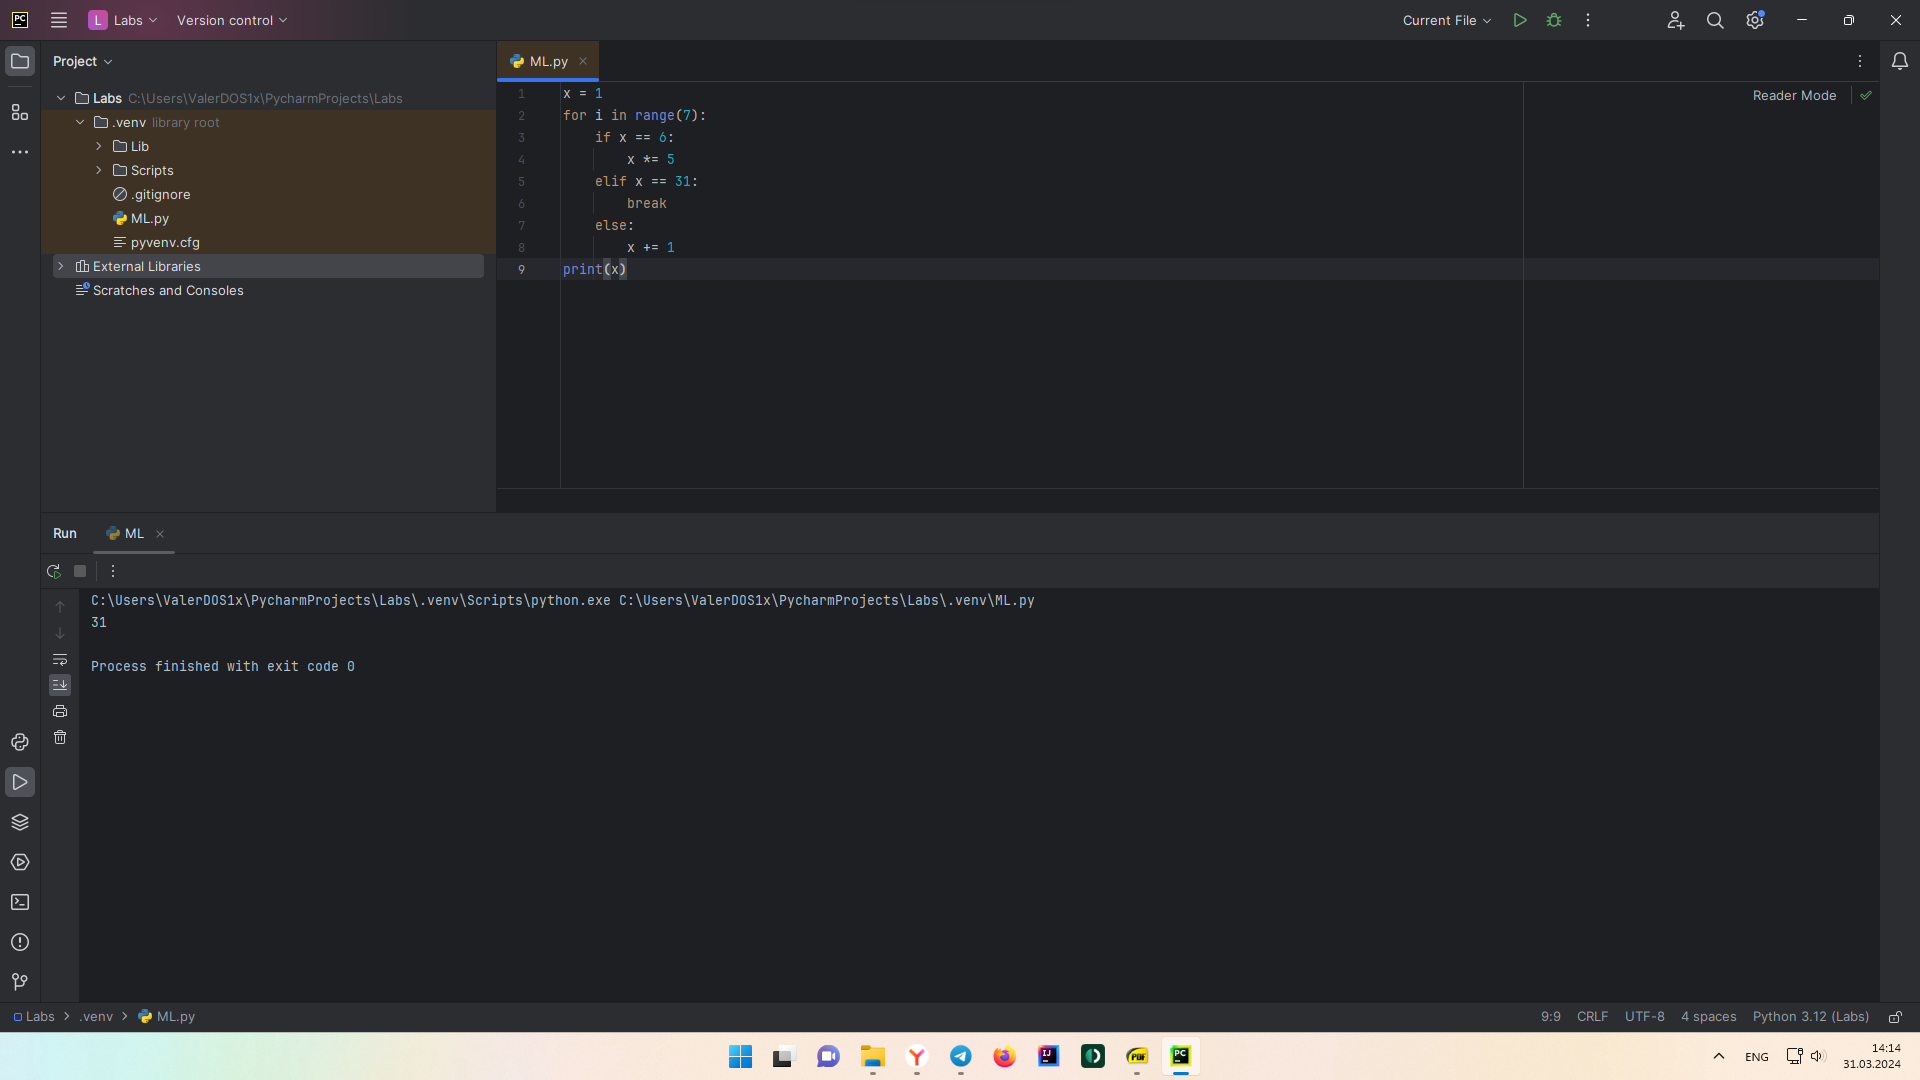 PC
L Labs
Version control
Current File
Project
ML.py
Reader Mode
Labs C:\Users\ValerDOS1x\PycharmProjects\Labs
.venv library root
Lib
Scripts
.gitignore
ML.py
pyvenv.cfg
External Libraries
Scratches and Consoles
1 x = 1
2 for i in range(7):
3     if x == 6:
4         x *= 5
5     elif x == 31:
6         break
7     else:
8         x += 1
9 print(x)
Run
ML
C:\Users\ValerDOS1x\PycharmProjects\Labs\.venv\Scripts\python.exe C:\Users\ValerDOS1x\PycharmProjects\Labs\.venv\ML.py
31
Process finished with exit code 0
Labs > .venv > ML.py
9:9 CRLF UTF-8 4 spaces Python 3.12 (Labs)
Y
IJ
PDF
PC
ENG
14:14
31.03.2024